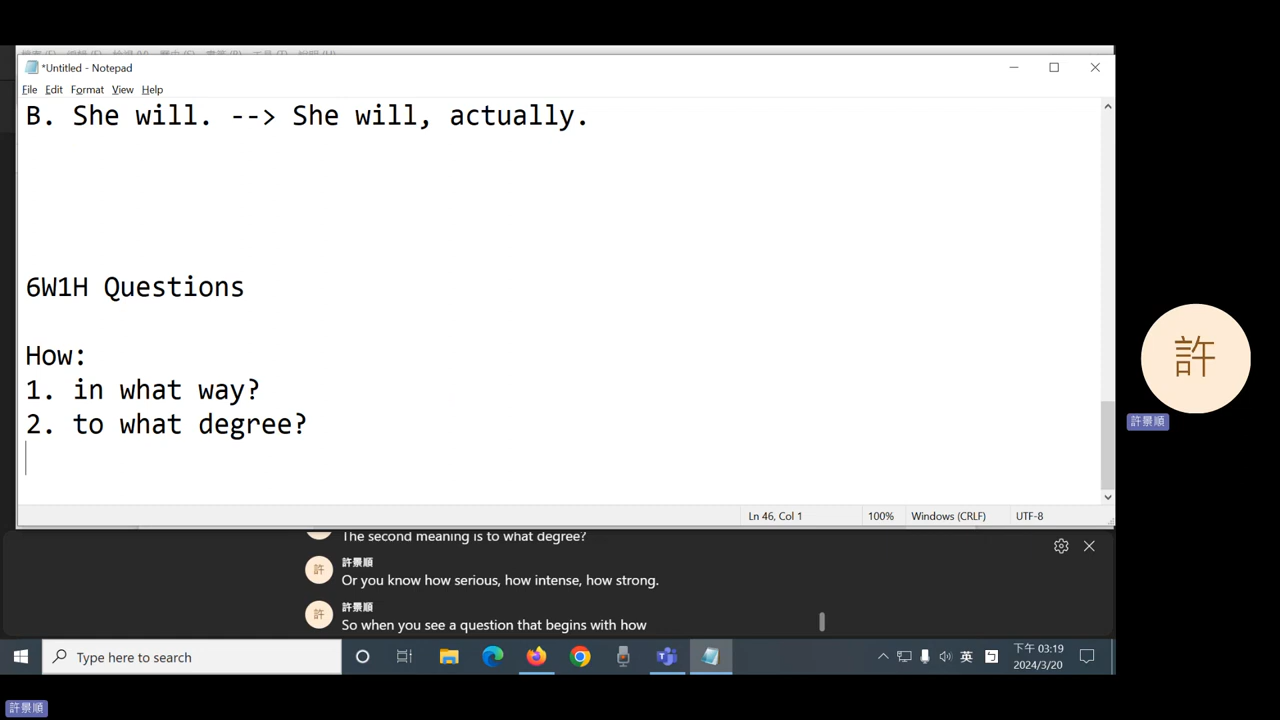 *Untitled - Notepad
File Edit Format View Help
B. She will. --> She will, actually.
6W1H Questions
How:
1. in what way?
2. to what degree?
Ln 46, Col 1 100% Windows (CRLF) UTF-8
許
許景順
The second meaning is to what degree?
許 許景順
Or you know how serious, how intense, how strong.
許 許景順
So when you see a question that begins with how
Type here to search
英
下午 03:19
2024/3/20
許景順